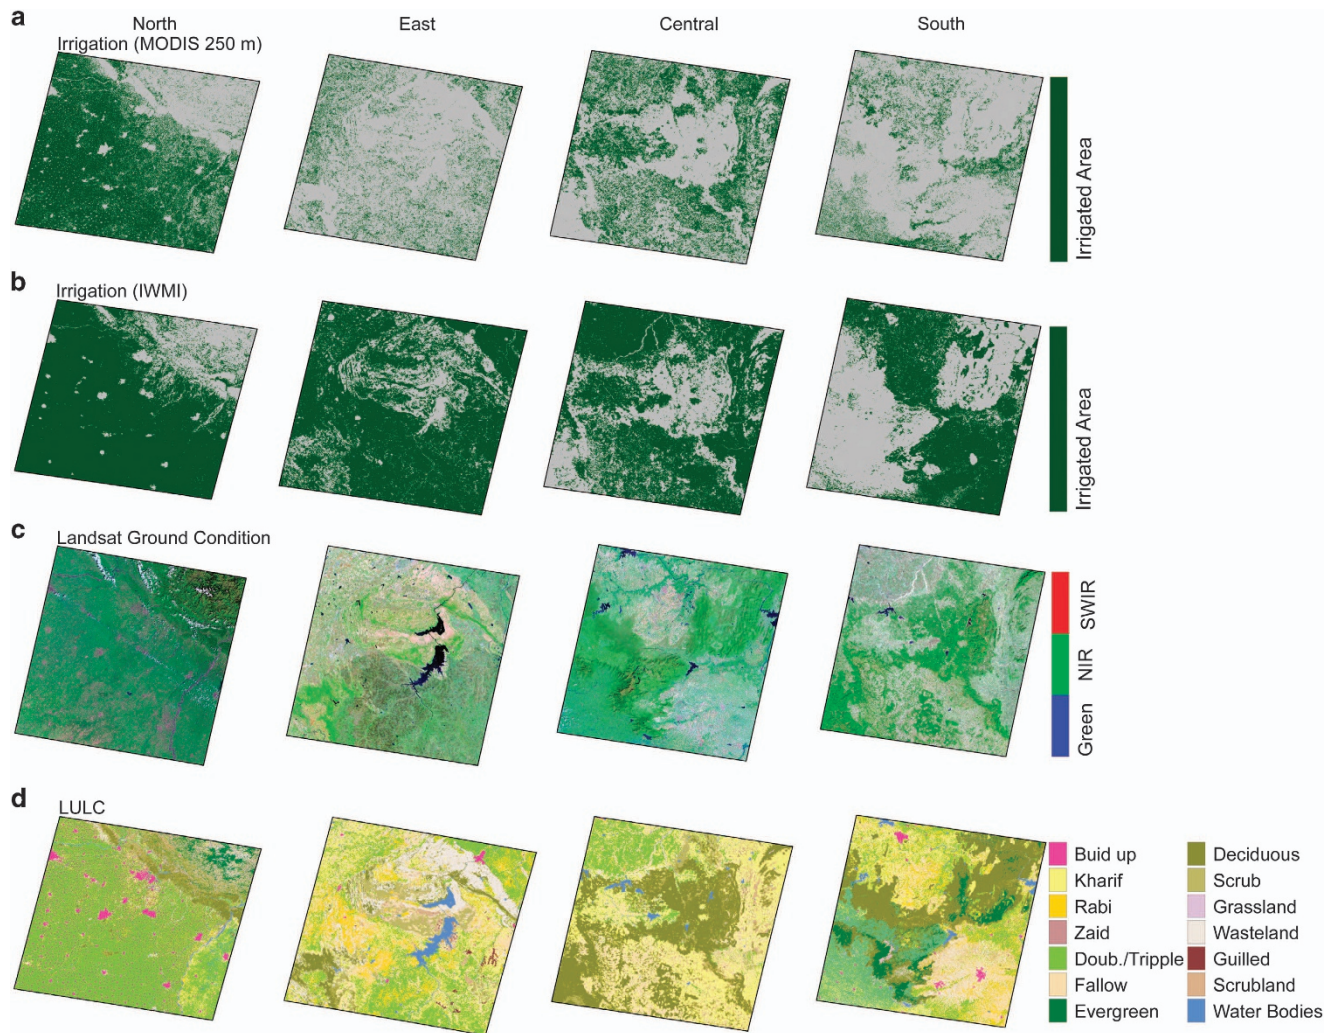 a
North
East
Central
South
Irrigation (MODIS 250 m)
Irrigated Area
b
Irrigation (IWMI)
Irrigated Area
c
Landsat Ground Condition
SWIR
NIR
Green
d
LULC
Buid up
Kharif
Rabi
Zaid
Doub./Tripple
Fallow
Evergreen
Deciduous
Scrub
Grassland
Wasteland
Guilled
Scrubland
Water Bodies